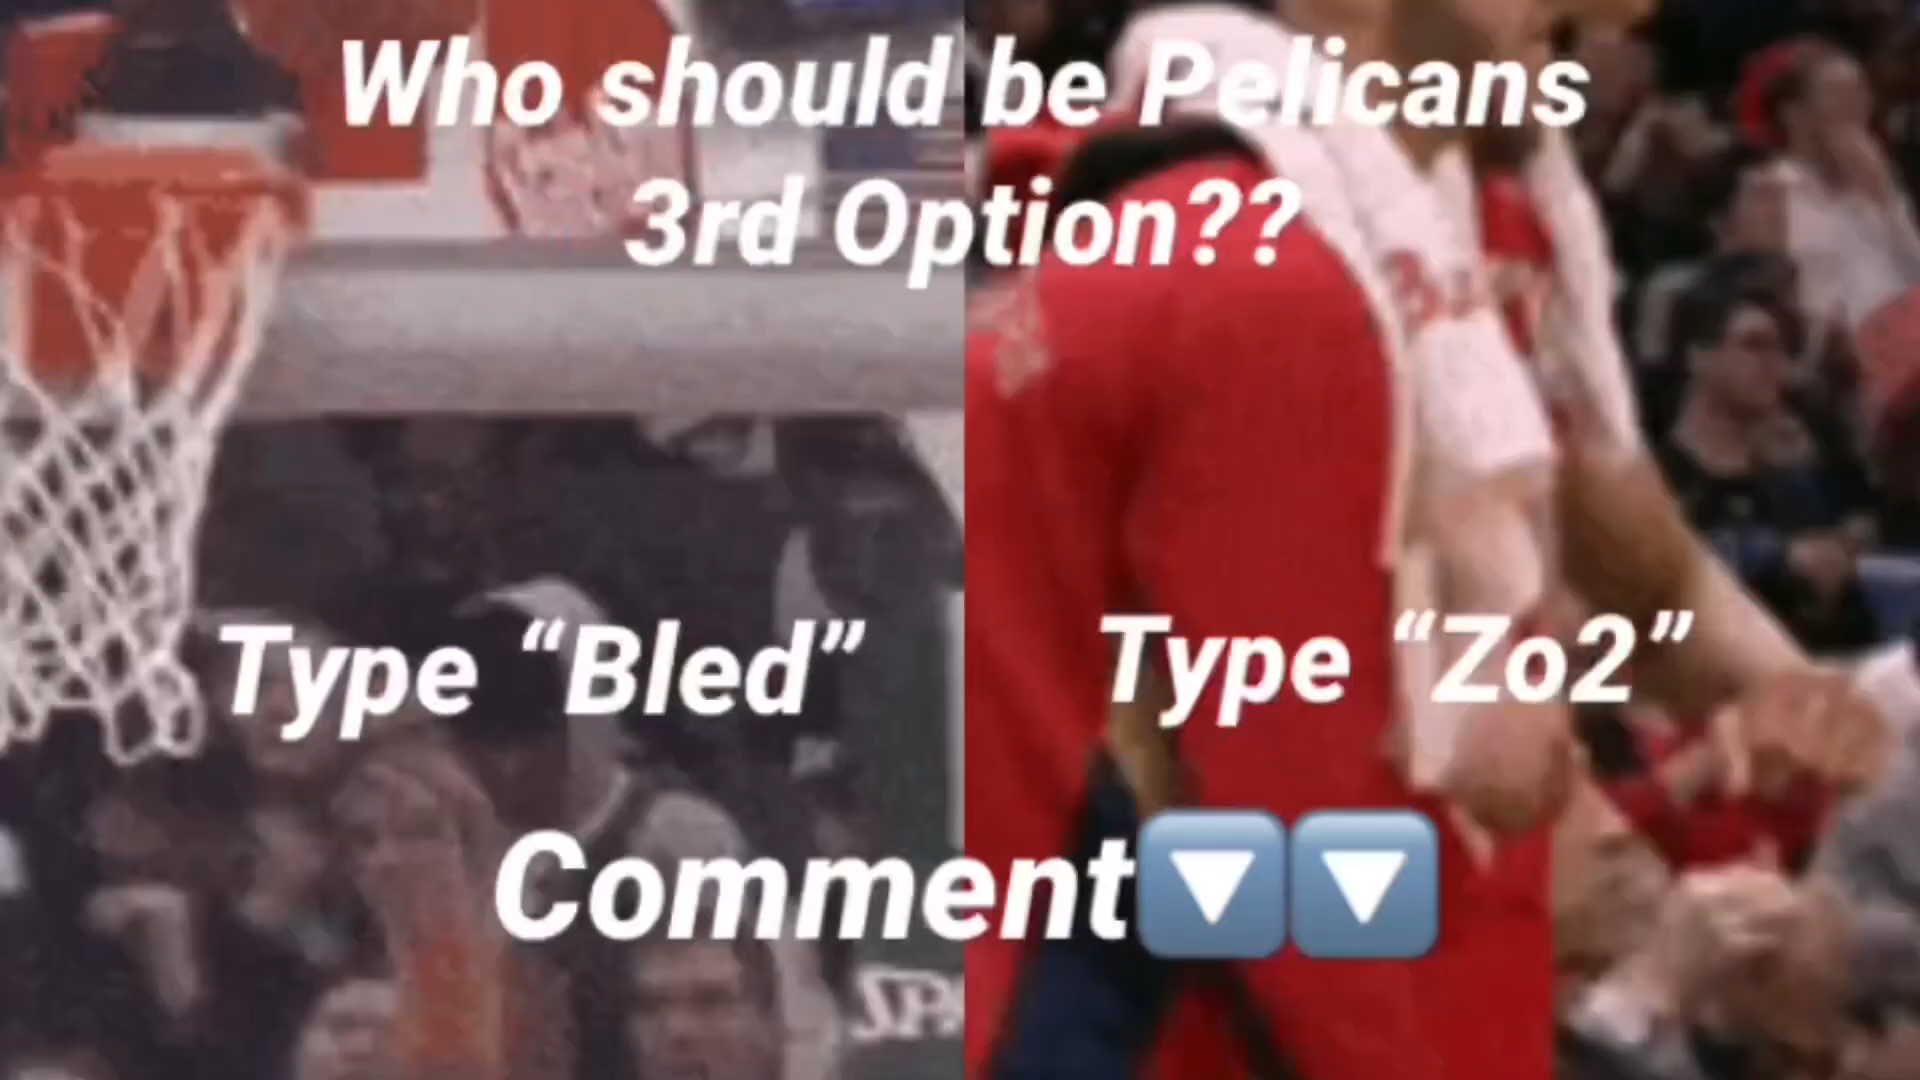 Who should be Pelicans
3rd Option??
Type “Bled”
Type “Zo2”
Comment